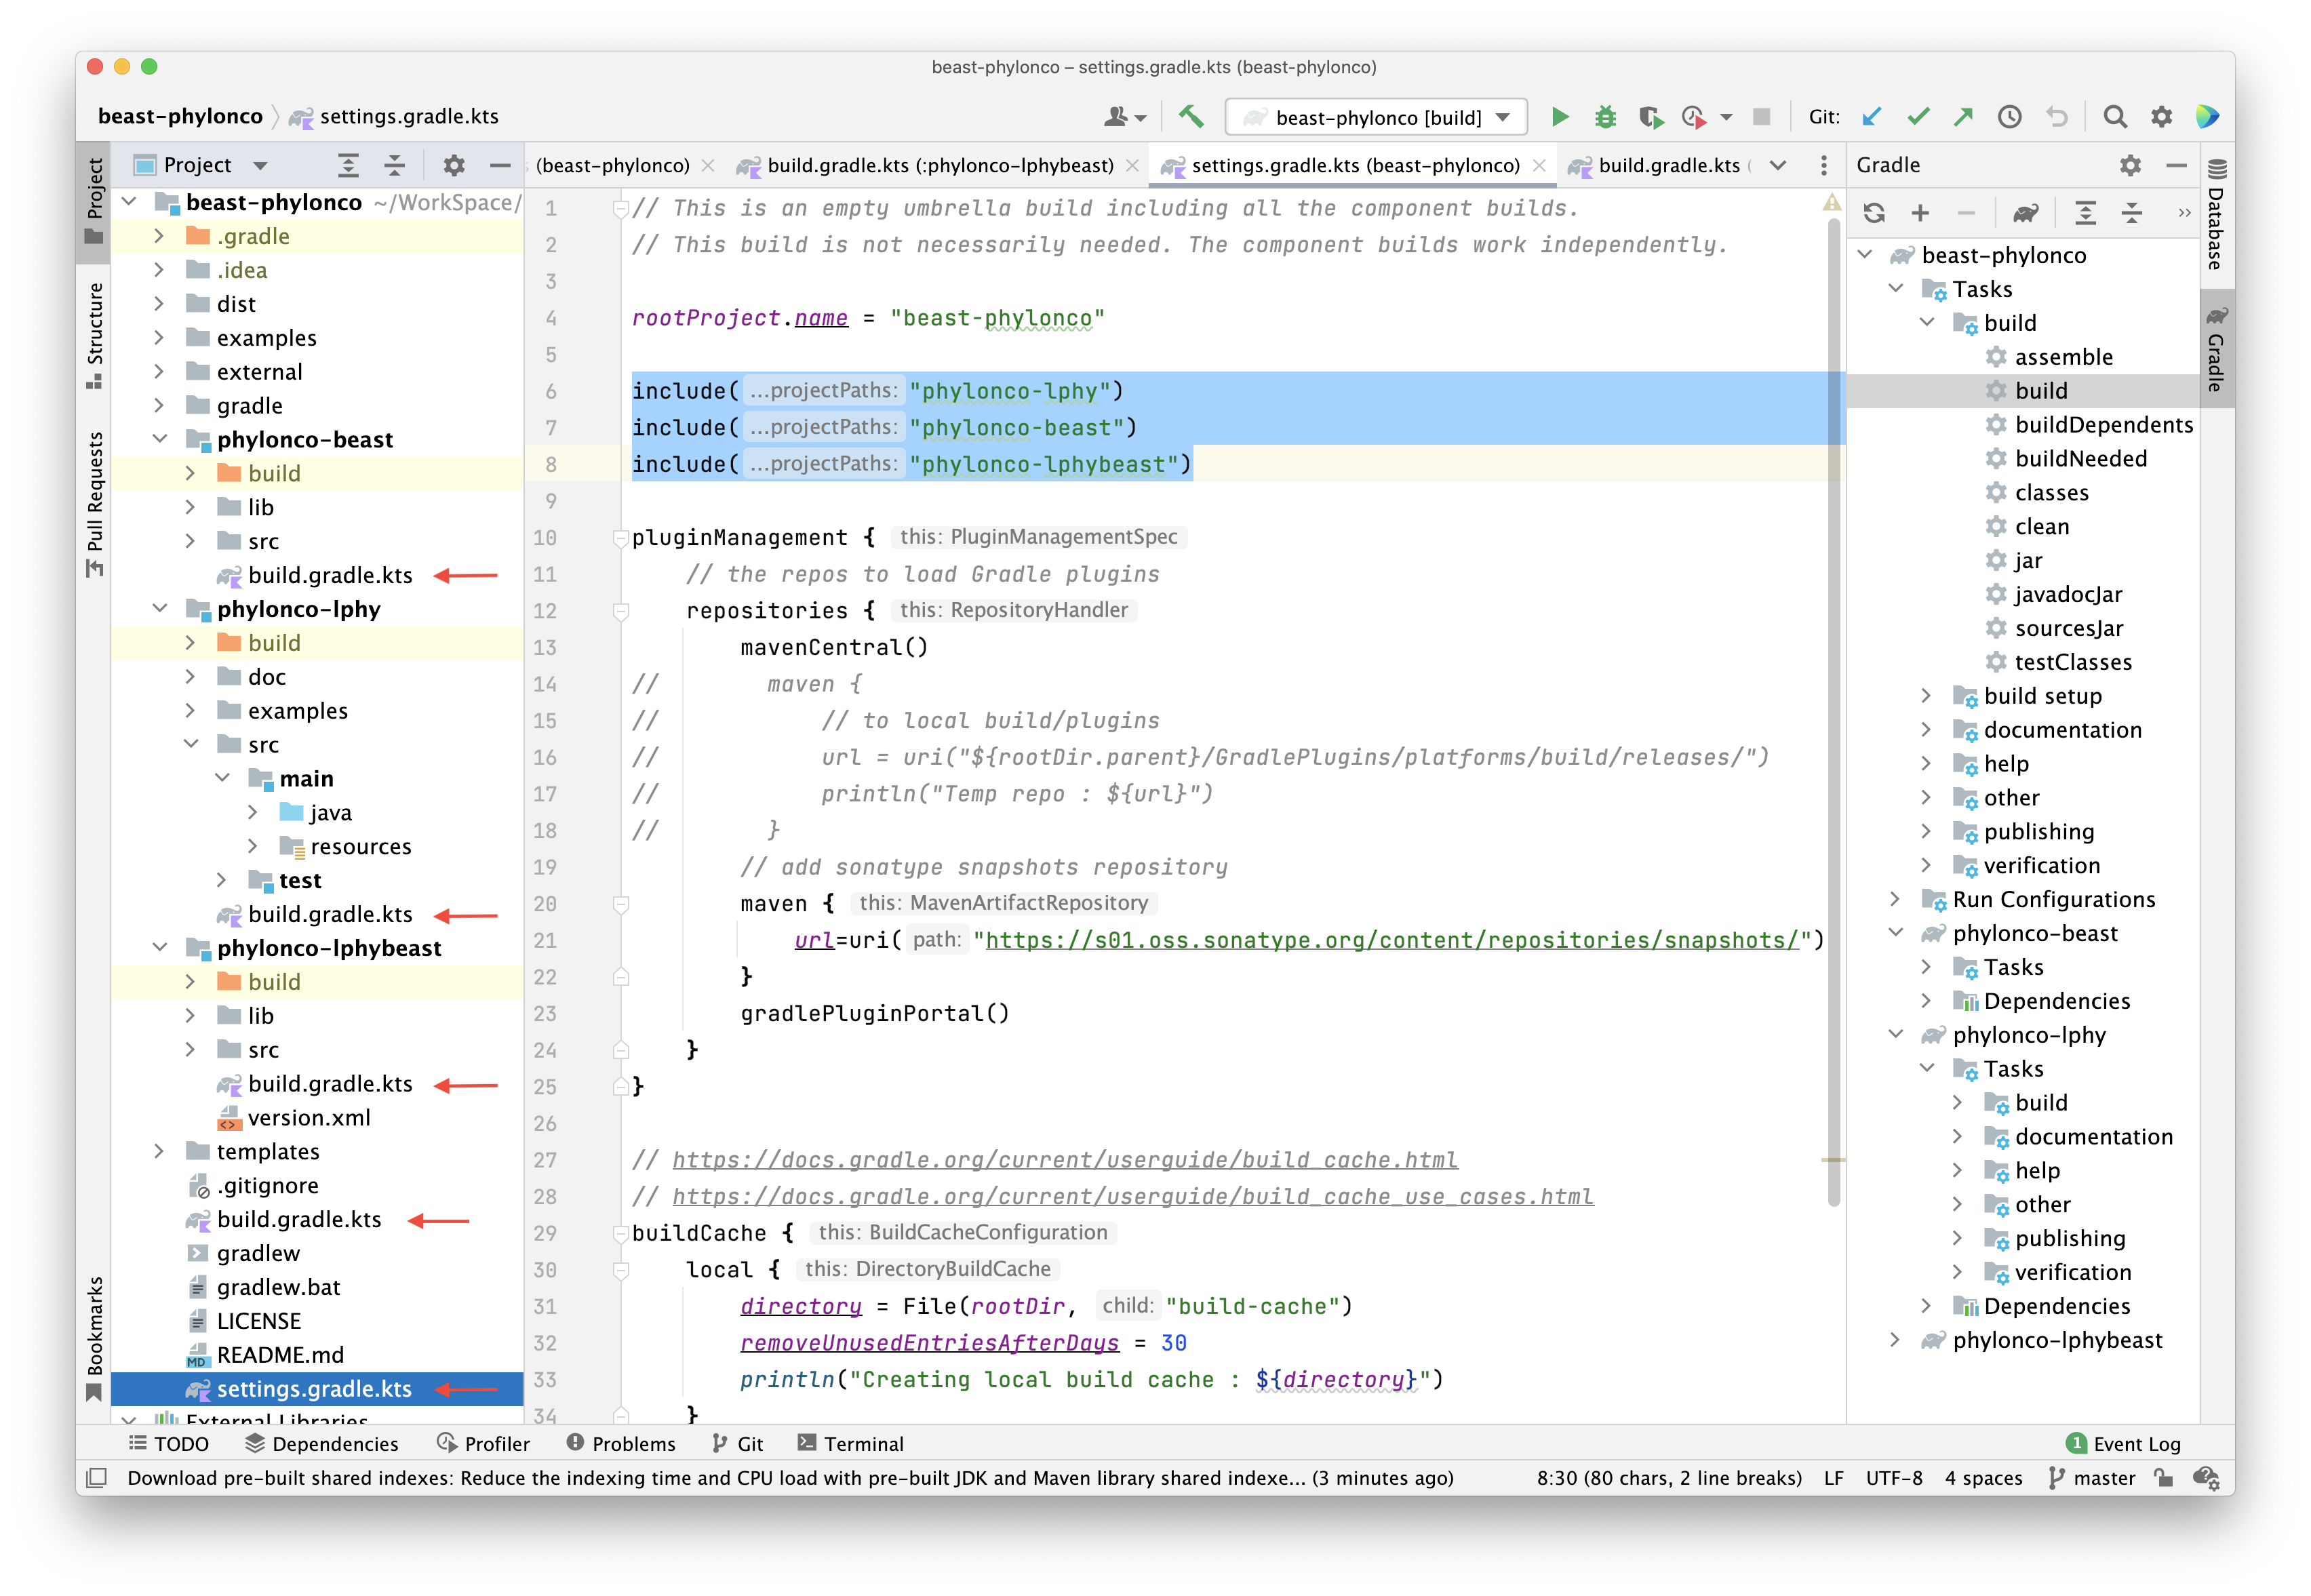 beast-phylonco – settings.gradle.kts (beast-phylonco)
beast-phylonco settings.gradle.kts
beast-phylonco [build]
Git:
Project
Structure
Pull Requests
Bookmarks
Project
beast-phylonco ~/WorkSpace/
.gradle
.idea
dist
examples
external
gradle
phylonco-beast
build
lib
src
build.gradle.kts
phylonco-lphy
build
doc
examples
src
main
java
resources
test
build.gradle.kts
phylonco-lphybeast
build
lib
src
build.gradle.kts
version.xml
templates
.gitignore
build.gradle.kts
gradlew
gradlew.bat
LICENSE
README.md
settings.gradle.kts
External Libraries
(beast-phylonco)
build.gradle.kts (:phylonco-lphybeast)
settings.gradle.kts (beast-phylonco)
build.gradle.kts (
1 // This is an empty umbrella build including all the component builds.
2 // This build is not necessarily needed. The component builds work independently.
3
4 rootProject.name = "beast-phylonco"
5
6 include( ...projectPaths: "phylonco-lphy")
7 include( ...projectPaths: "phylonco-beast")
8 include( ...projectPaths: "phylonco-lphybeast")
9
10 pluginManagement { this: PluginManagementSpec
11 // the repos to load Gradle plugins
12 repositories { this: RepositoryHandler
13 mavenCentral()
14 // maven {
15 // // to local build/plugins
16 // url = uri("${rootDir.parent}/GradlePlugins/platforms/build/releases/")
17 // println("Temp repo : ${url}")
18 // }
19 // add sonatype snapshots repository
20 maven { this: MavenArtifactRepository
21 url=uri( path: "https://s01.oss.sonatype.org/content/repositories/snapshots/")
22 }
23 gradlePluginPortal()
24 }
25 }
26
27 // https://docs.gradle.org/current/userguide/build_cache.html
28 // https://docs.gradle.org/current/userguide/build_cache_use_cases.html
29 buildCache { this: BuildCacheConfiguration
30 local { this: DirectoryBuildCache
31 directory = File(rootDir, child: "build-cache")
32 removeUnusedEntriesAfterDays = 30
33 println("Creating local build cache : ${directory}")
34 }
Gradle
beast-phylonco
Tasks
build
assemble
build
buildDependents
buildNeeded
classes
clean
jar
javadocJar
sourcesJar
testClasses
build setup
documentation
help
other
publishing
verification
Run Configurations
phylonco-beast
Tasks
Dependencies
phylonco-lphy
Tasks
build
documentation
help
other
publishing
verification
Dependencies
phylonco-lphybeast
Database
Gradle
TODO Dependencies Profiler Problems Git Terminal 1 Event Log
Download pre-built shared indexes: Reduce the indexing time and CPU load with pre-built JDK and Maven library shared indexe... (3 minutes ago) 8:30 (80 chars, 2 line breaks) LF UTF-8 4 spaces master